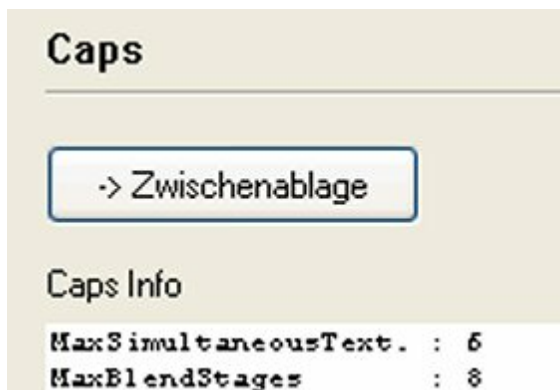 Caps
-> Zwischenablage
Caps Info
MaxSimultaneousText. : 6
MaxBlendStages : 8